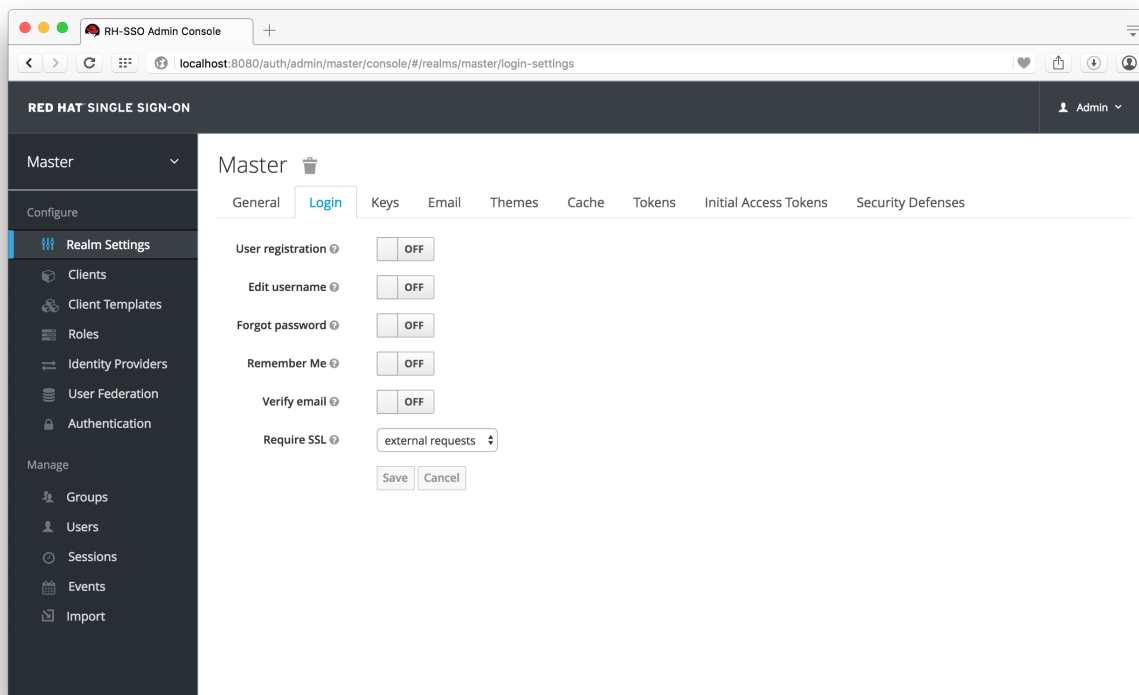 RH-SSO Admin Console
localhost:8080/auth/admin/master/console/#/realms/master/login-settings
RED HAT SINGLE SIGN-ON
Admin
Master
Configure
Realm Settings
Clients
Client Templates
Roles
Identity Providers
User Federation
Authentication
Manage
Groups
Users
Sessions
Events
Import
Master
General Login Keys Email Themes Cache Tokens Initial Access Tokens Security Defenses
User registration OFF
Edit username OFF
Forgot password OFF
Remember Me OFF
Verify email OFF
Require SSL external requests
Save Cancel